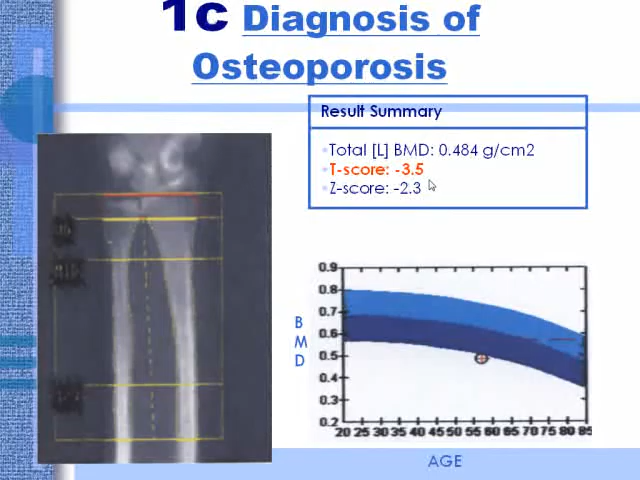 1c Diagnosis of
Osteoporosis
Result Summary
•Total [L] BMD: 0.484 g/cm2
•T-score: -3.5
•Z-score: -2.3
0.9
0.8
0.7
0.6
0.5
0.4
0.3
0.2
B
M
D
20 25 30 35 40 45 50 55 60 65 70 75 80 85
AGE